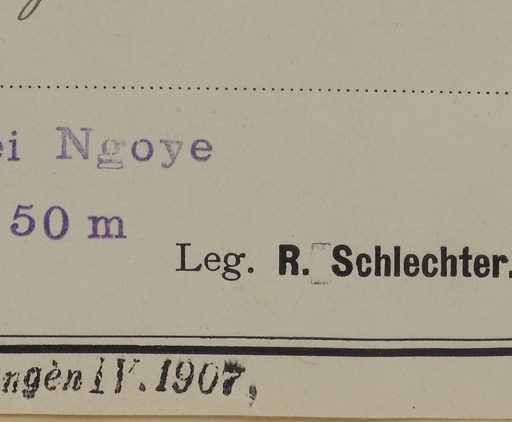 ei Ngoye
50 m
Leg. R. Schlechter.
ngèn IV. 1907,